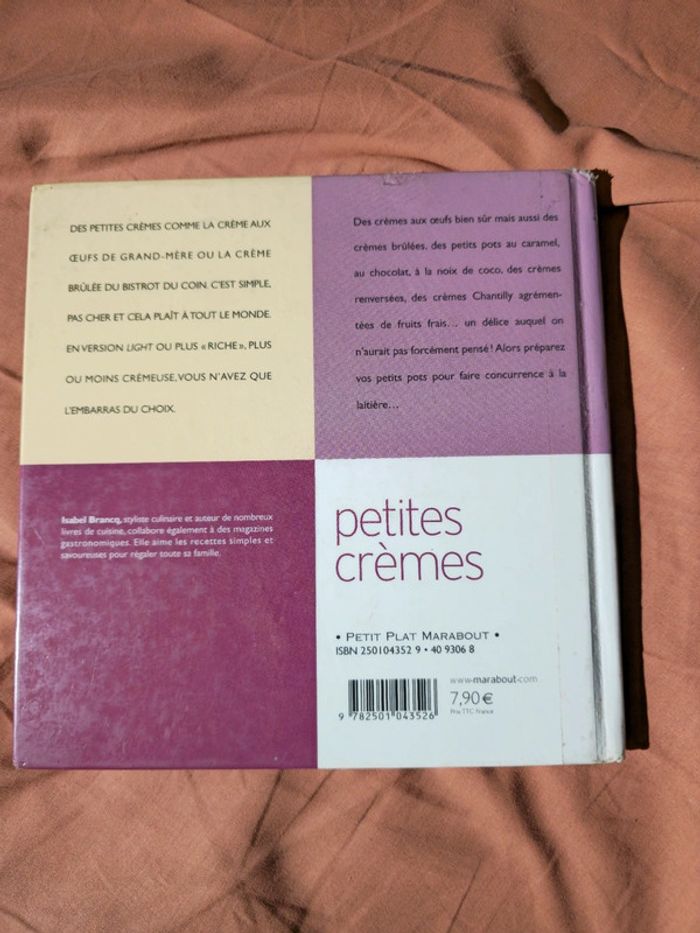 DES PETITES CRÈMES COMME LA CRÈME AUX
ŒUFS DE GRAND-MÈRE OU LA CRÈME
BRÛLÉE DU BISTROT DU COIN. C'EST SIMPLE,
PAS CHER ET CELA PLAÎT À TOUT LE MONDE.
EN VERSION LIGHT OU PLUS « RICHE », PLUS
OU MOINS CRÉMEUSE, VOUS N'AVEZ QUE
L'EMBARRAS DU CHOIX.
Des crèmes aux œufs bien sûr mais aussi des
crèmes brûlées, des petits pots au caramel,
au chocolat, à la noix de coco, des crèmes
renversées, des crèmes Chantilly agrémen-
tées de fruits frais… un délice auquel on
n'aurait pas forcément pensé ! Alors préparez
vos petits pots pour faire concurrence à la
laitière…
Isabel Brancq, styliste culinaire et auteur de nombreux
livres de cuisine, collabore également à des magazines
gastronomiques. Elle aime les recettes simples et
savoureuses pour régaler toute sa famille.
petites
crèmes
• PETIT PLAT MARABOUT •
ISBN 250104352 9 • 40 9306 8
www.marabout.com
7,90 €
Prix TTC France
9 782501 043526